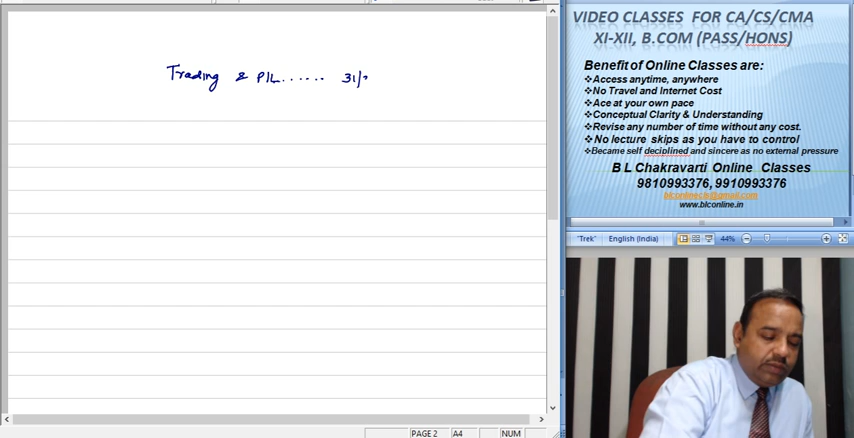 Trading & P/L...... 31/
PAGE 2 A4 NUM
VIDEO CLASSES FOR CA/CS/CMA
XI-XII, B.COM (PASS/HONS)
Benefit of Online Classes are:
❖Access anytime, anywhere
❖No Travel and Internet Cost
❖Ace at your own pace
❖Conceptual Clarity & Understanding
❖Revise any number of time without any cost.
❖No lecture skips as you have to control
❖Became self deciplined and sincere as no external pressure
B L Chakravarti Online Classes
9810993376, 9910993376
blconlinecls@gmail.com
www.blconline.in
"Trek" English (India) 44%